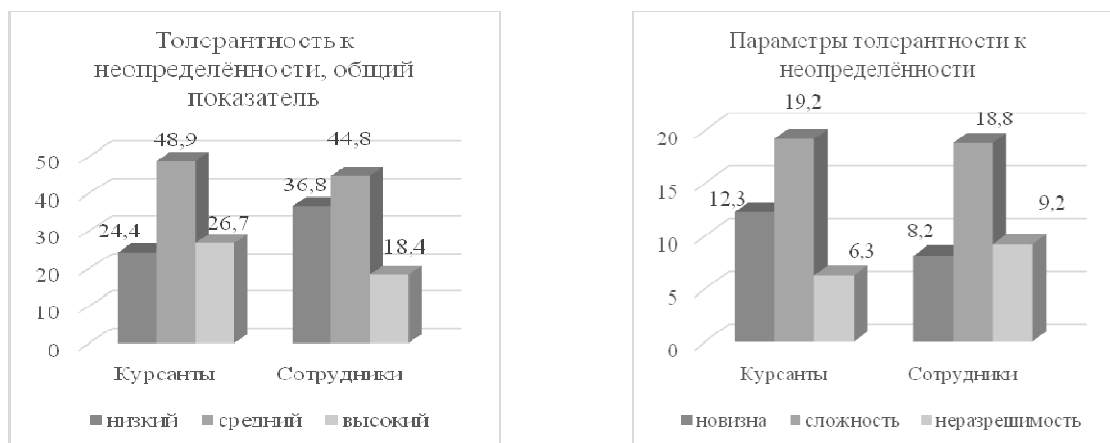 Толерантность к
неопределённости, общий
показатель
48,9
44,8
36,8
24,4
26,7
18,4
50
40
30
20
10
0
Курсанты
Сотрудники
низкий
средний
высокий
Параметры толерантности к
неопределённости
19,2
18,8
12,3
6,3
8,2
9,2
20
15
10
5
0
Курсанты
Сотрудники
новизна
сложность
неразрешимость